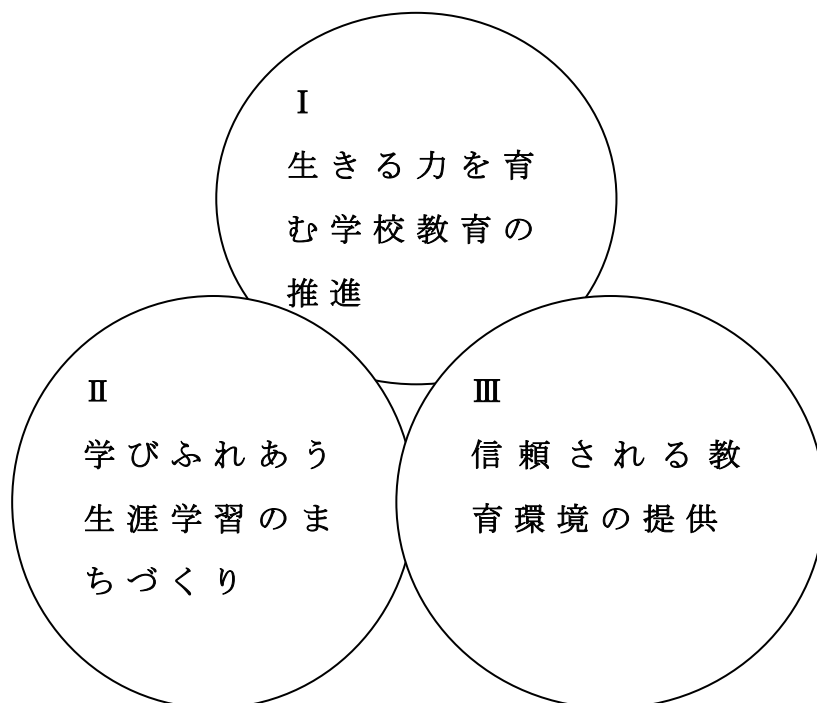 Ⅰ
生きる力を育
む学校教育の
推進
Ⅱ
学びふれあう
生涯学習のま
ちづくり
Ⅲ
信頼される教
育環境の提供